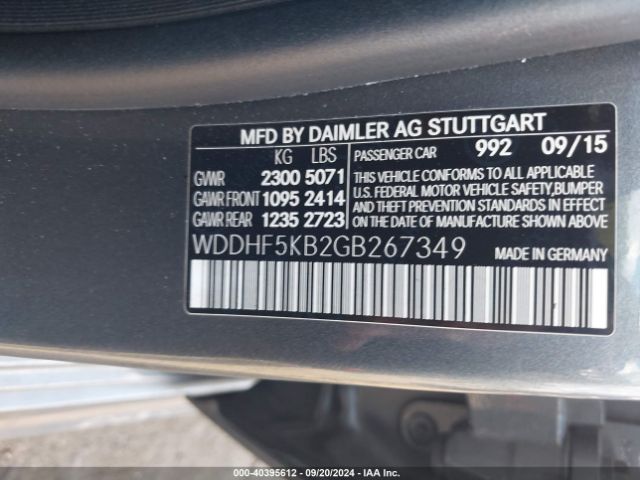 MFD BY DAIMLER AG STUTTGART
KG LBS PASSENGER CAR 992 09/15
GVWR 2300 5071
GAWR FRONT 1095 2414
GAWR REAR 1235 2723
THIS VEHICLE CONFORMS TO ALL APPLICABLE
U.S. FEDERAL MOTOR VEHICLE SAFETY,BUMPER
AND THEFT PREVENTION STANDARDS IN EFFECT
ON THE DATE OF MANUFACTURE SHOWN ABOVE
WDDHF5KB2GB267349 MADE IN GERMANY
000-40395612 - 09/20/2024 - IAA Inc.